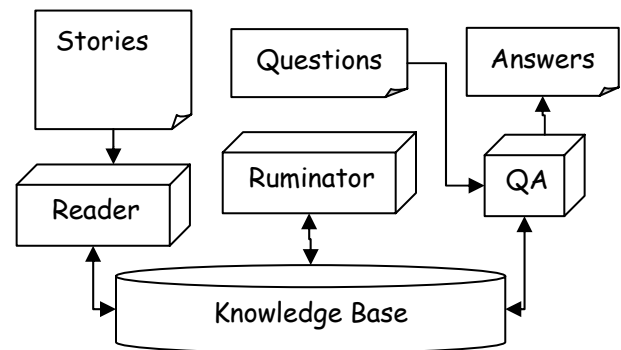 Stories
Questions
Answers
Reader
Ruminator
QA
Knowledge Base